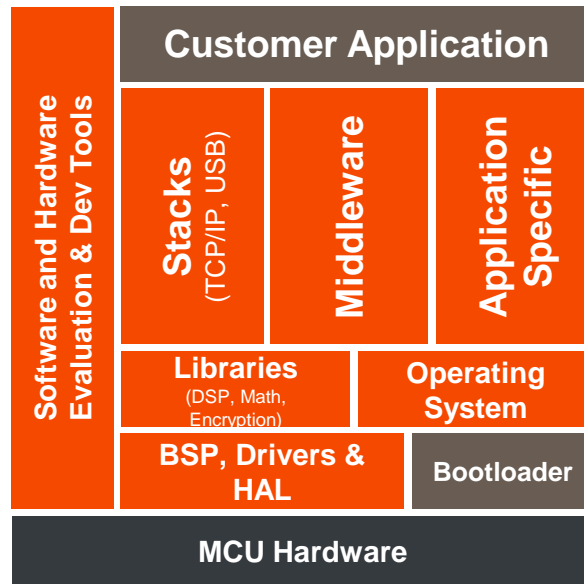 Customer Application
Software and Hardware
Evaluation & Dev Tools
Stacks
(TCP/IP, USB)
Middleware
Application
Specific
Libraries
(DSP, Math,
Encryption)
Operating
System
BSP, Drivers &
HAL
Bootloader
MCU Hardware